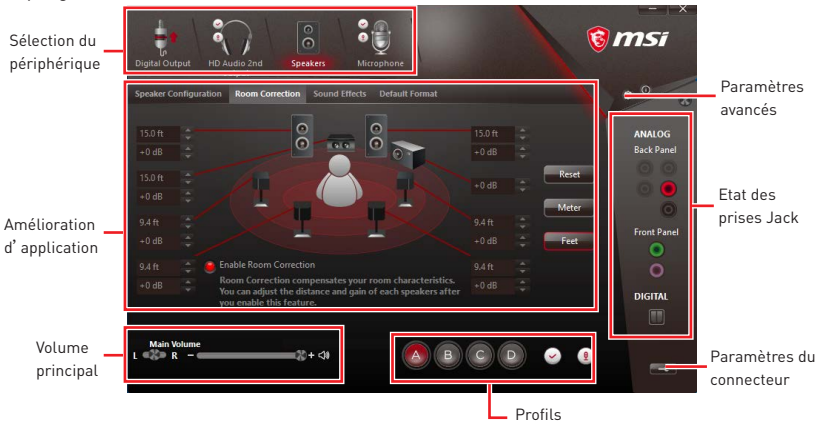 Sélection du
périphérique
Digital Output
HD Audio 2nd
Speakers
Microphone
msi
Speaker Configuration
Room Correction
Sound Effects
Default Format
15.0 ft
+0 dB
15.0 ft
+0 dB
9.4 ft
+0 dB
9.4 ft
+0 dB
15.0 ft
+0 dB
+0 dB
9.4 ft
+0 dB
9.4 ft
+0 dB
Reset
Meter
Feet
Enable Room Correction
Room Correction compensates your room characteristics.
You can adjust the distance and gain of each speakers after
you enable this feature.
Amélioration
d'application
Paramètres
avancés
ANALOG
Back Panel
Front Panel
DIGITAL
Etat des
prises Jack
Volume
principal
Main Volume
L
R
−
+
A
B
C
D
Profils
Paramètres du
connecteur